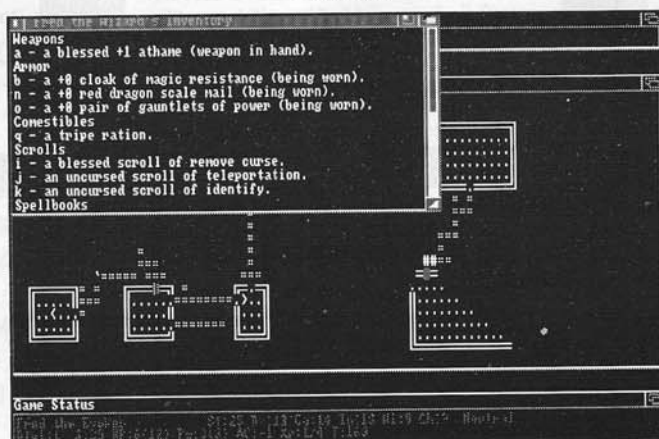 Fred the Wizard's Inventory
Weapons
a - a blessed +1 athame (weapon in hand).
Armor
b - a +0 cloak of magic resistance (being worn).
n - a +0 red dragon scale mail (being worn).
o - a +0 pair of gauntlets of power (being worn).
Comestibles
q - a tripe ration.
Scrolls
i - a blessed scroll of remove curse.
j - an uncursed scroll of teleportation.
k - an uncursed scroll of identify.
Spellbooks
Game Status
Neutral